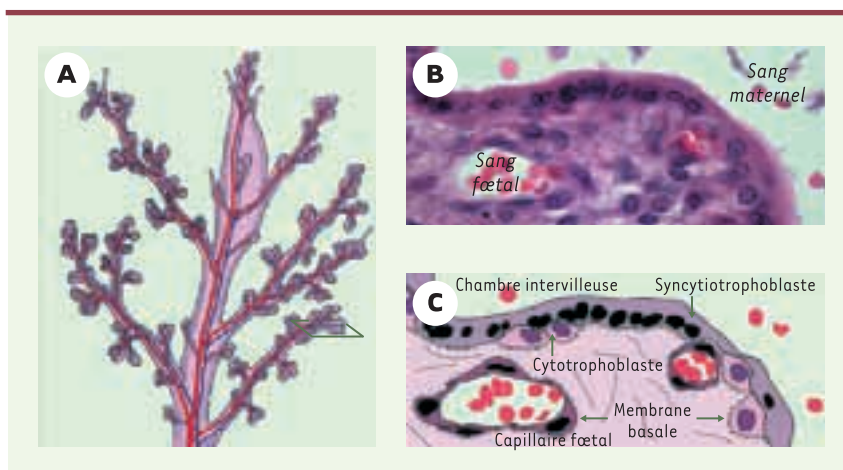 A
B
Sang
maternel
Sang
fœtal
C
Chambre intervilleuse
Syncytiotrophoblaste
Cytotrophoblaste
Membrane
basale
Capillaire fœtal